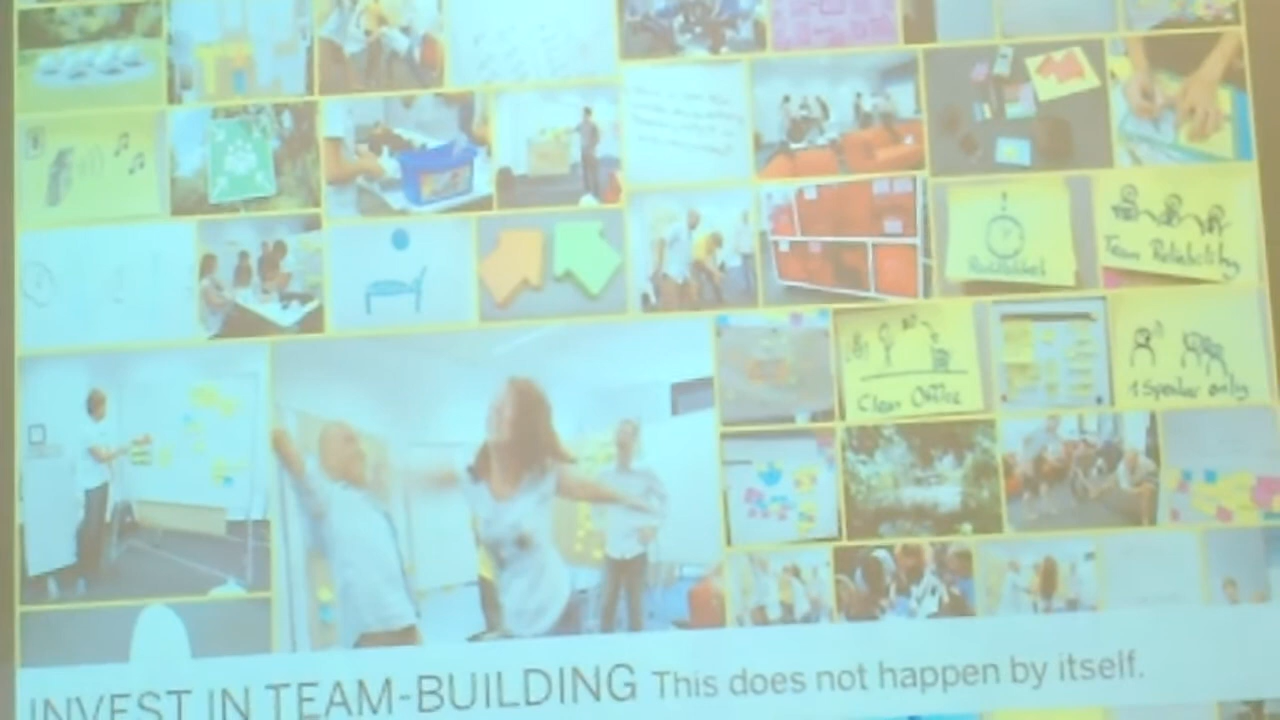 Team Reliability
Clean Office
1 Speaker only
INVEST IN TEAM-BUILDING This does not happen by itself.